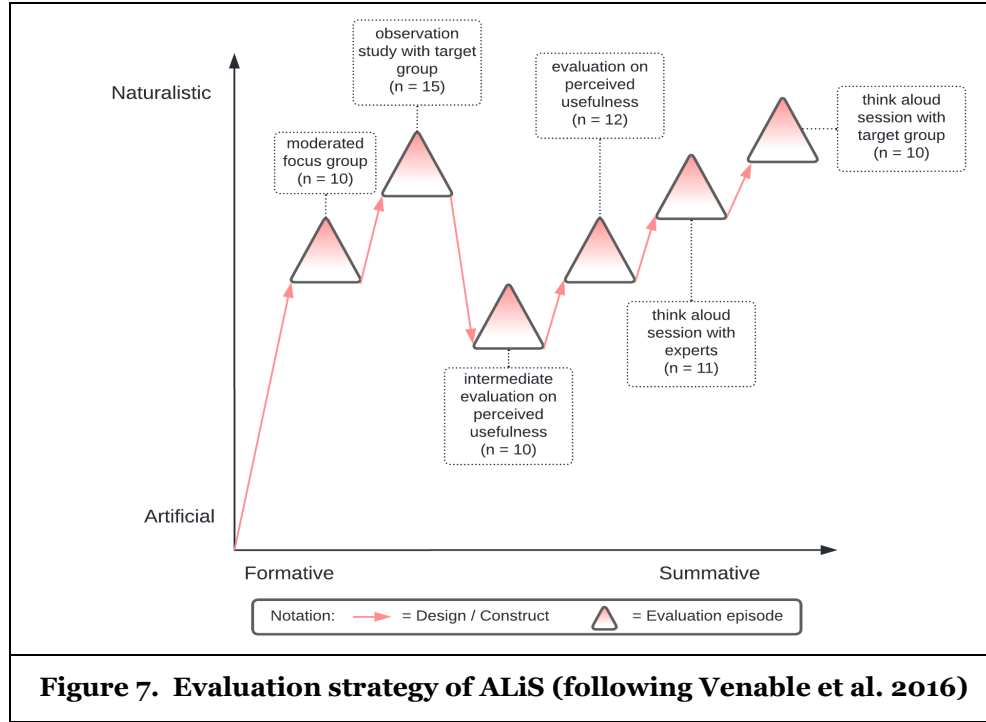 observation
study with target
group
(n = 15)
evaluation on
perceived
usefulness
(n = 12)
Naturalistic
think aloud
session with
target group
(n = 10)
moderated
focus group
(n = 10)
think aloud
session with
experts
(n = 11)
intermediate
evaluation on
perceived
usefulness
(n = 10)
Artificial
Formative
Summative
Notation: = Design / Construct = Evaluation episode
Figure 7. Evaluation strategy of ALiS (following Venable et al. 2016)